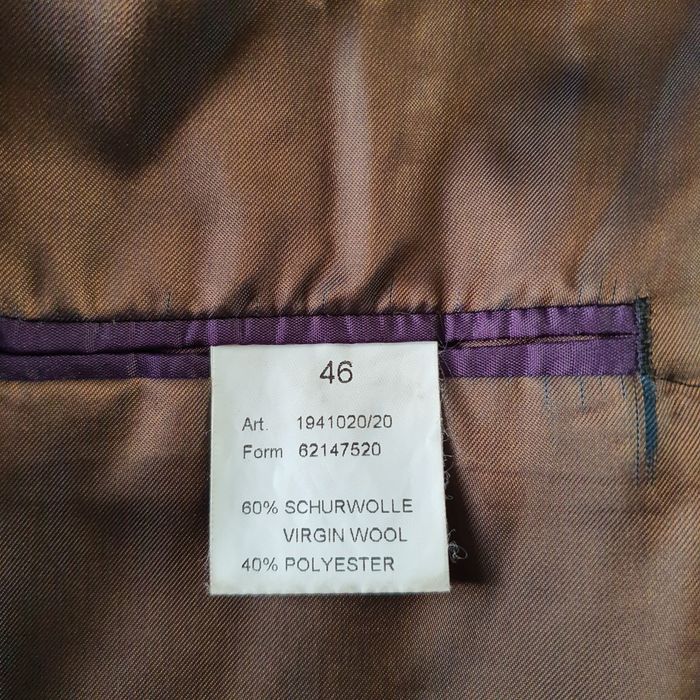 46
Art. 1941020/20
Form 62147520
60% SCHURWOLLE
VIRGIN WOOL
40% POLYESTER